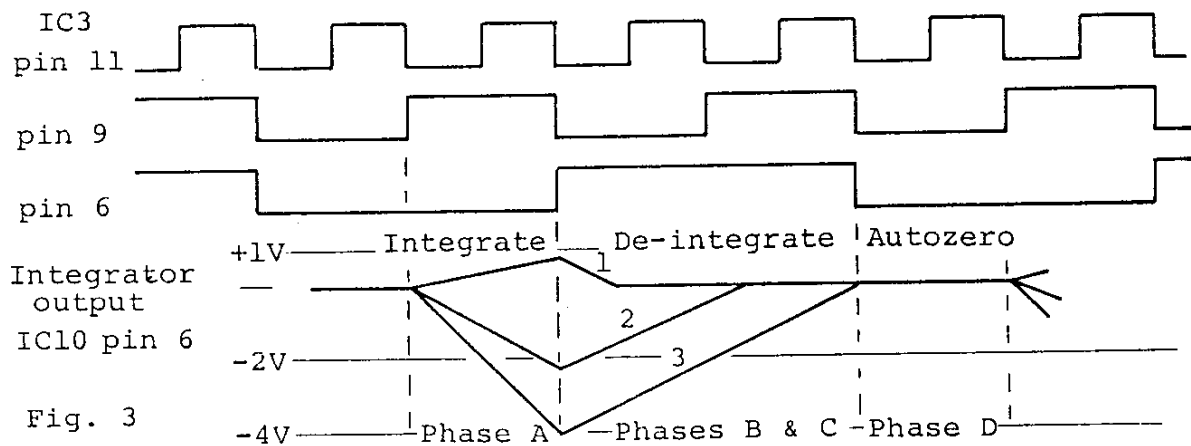 IC3
pin 11
pin 9
pin 6
+1V Integrate De-integrate Autozero
1
Integrator
output
2
IC10 pin 6
-2V 3
Fig. 3
-4V Phase A Phases B & C Phase D